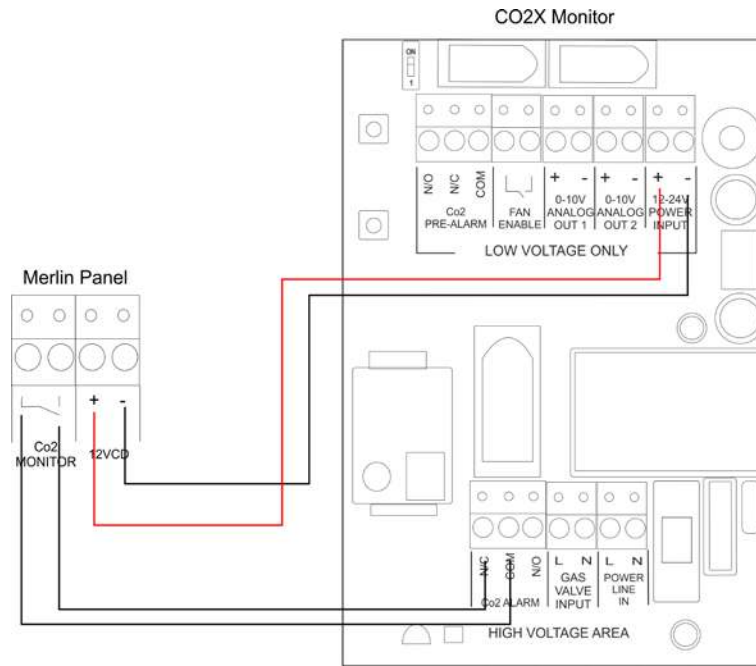 CO2X Monitor
ON
1
N/O
N/C
COM
Co2
PRE-ALARM
FAN
ENABLE
+ -
0-10V
ANALOG
OUT 1
+ -
0-10V
ANALOG
OUT 2
+ -
12-24V
POWER
INPUT
LOW VOLTAGE ONLY
Merlin Panel
Co2
MONITOR
+ -
12VCD
N/C
COM
N/O
Co2 ALARM
L N
GAS
VALVE
INPUT
L N
POWER
LINE
IN
HIGH VOLTAGE AREA